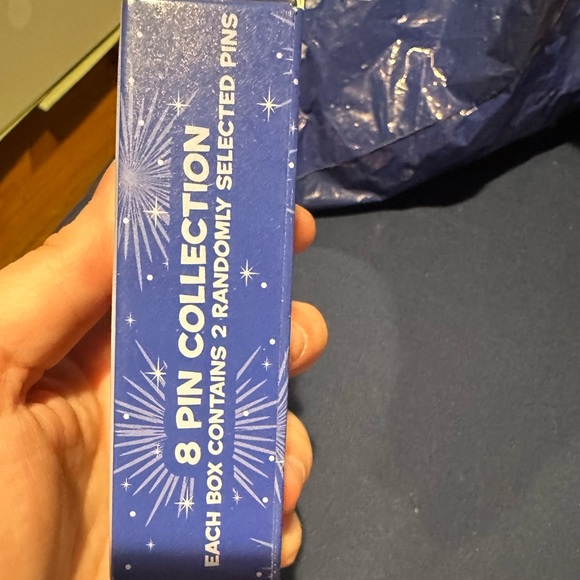 8 PIN COLLECTION
EACH BOX CONTAINS 2 RANDOMLY SELECTED PINS